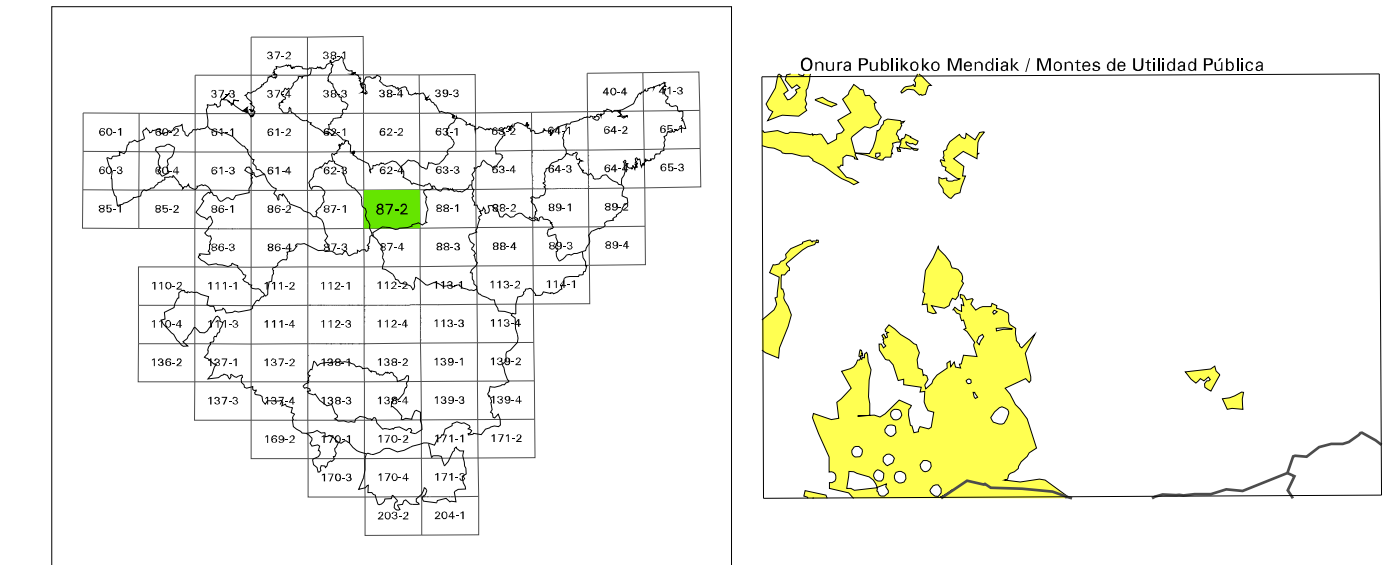 37-2 38-1
Onura Publikoko Mendiak / Montes de Utilidad Pública
37-3 37-4 38-3 38-4 39-3 40-4 41-3
60-1 60-2 61-1 61-2 62-1 62-2 63-1 63-2 64-1 64-2 65-1
60-3 60-4 61-3 61-4 62-3 62-4 63-3 63-4 64-3 64-4 65-3
85-1 85-2 86-1 86-2 87-1 87-2 88-1 88-2 89-1 89-2
86-3 86-4 87-3 87-4 88-3 88-4 89-3 89-4
110-2 111-1 111-2 112-1 112-2 113-1 113-2 114-1
110-4 111-3 111-4 112-3 112-4 113-3 113-4
136-2 137-1 137-2 138-1 138-2 139-1 139-2
137-3 137-4 138-3 138-4 139-3 139-4
169-2 170-1 170-2 171-1 171-2
170-3 170-4 171-3
203-2 204-1